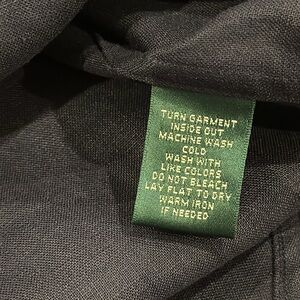 TURN GARMENT
INSIDE OUT
MACHINE WASH
COLD
WASH WITH
LIKE COLORS
DO NOT BLEACH
LAY FLAT TO DRY
WARM IRON
IF NEEDED